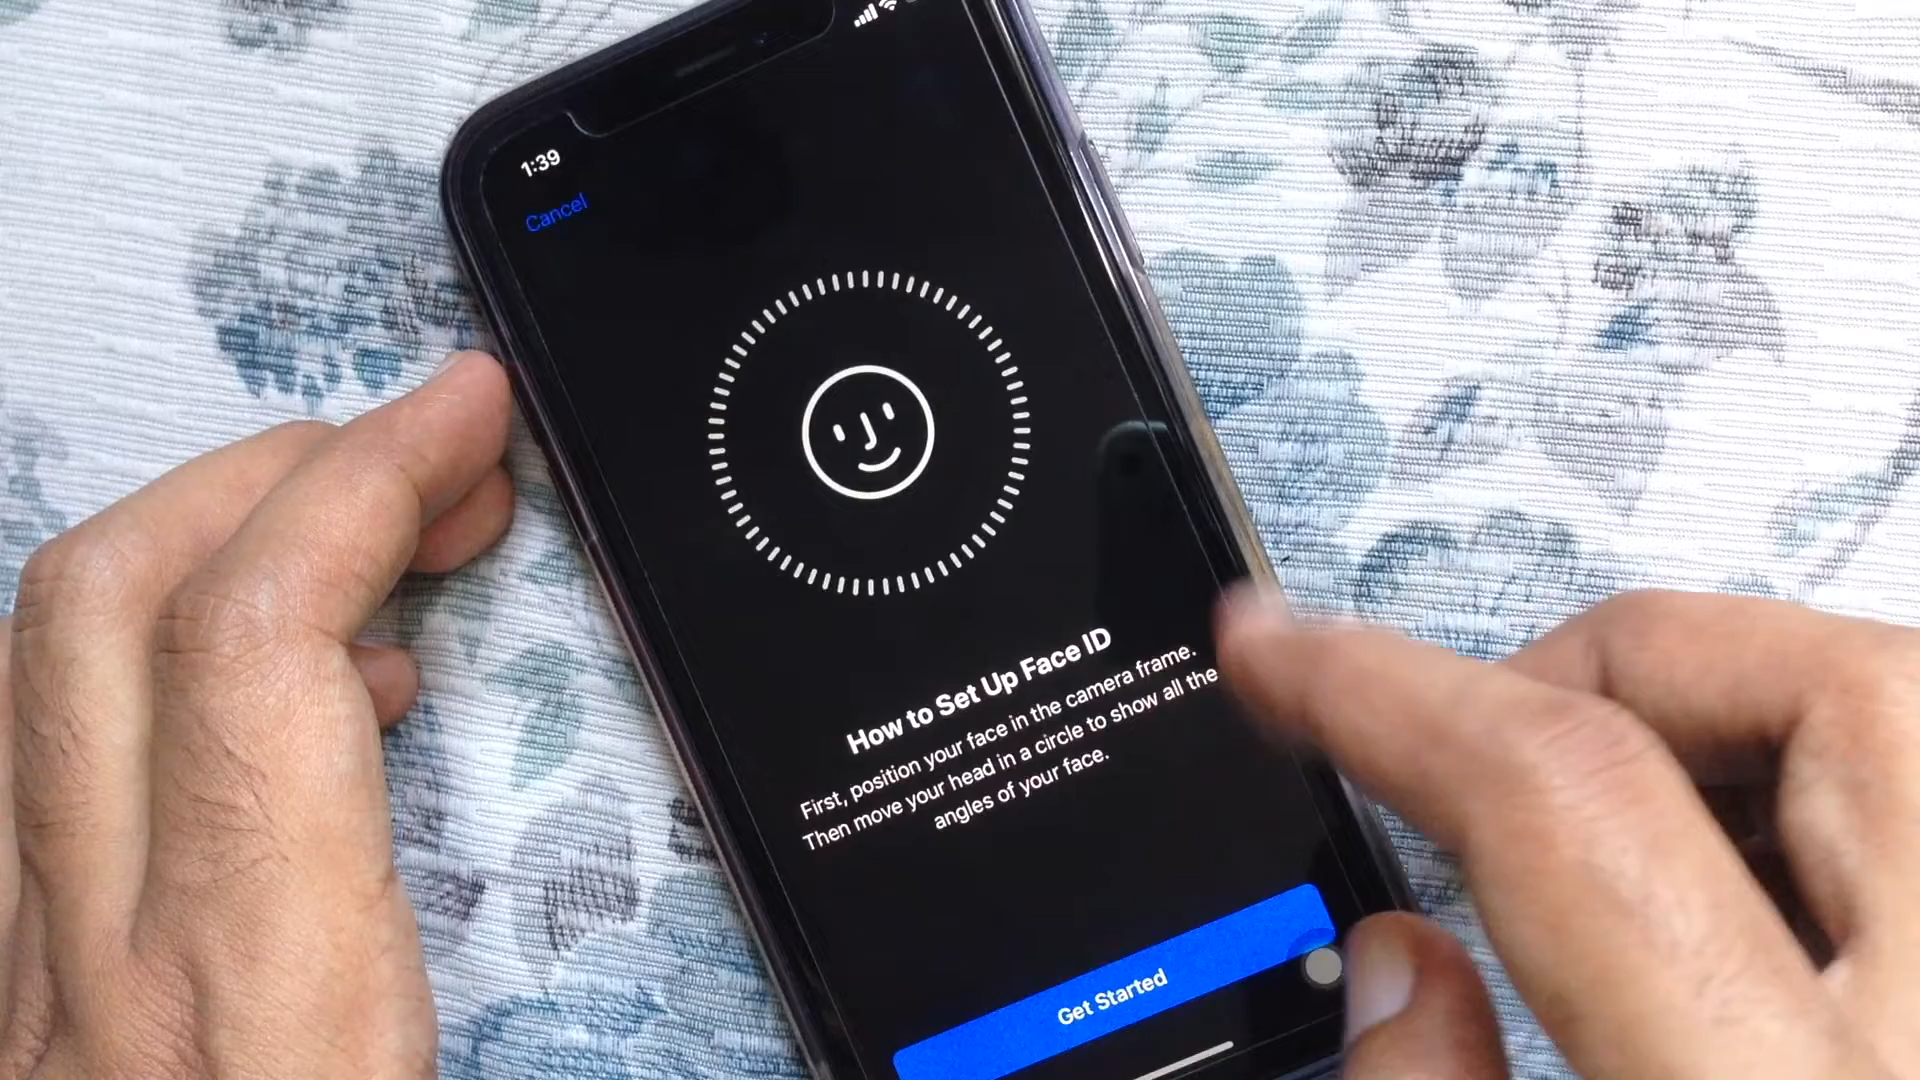 1:39
Cancel
How to Set Up Face ID
First, position your face in the camera frame.
Then move your head in a circle to show all the
angles of your face.
Get Started